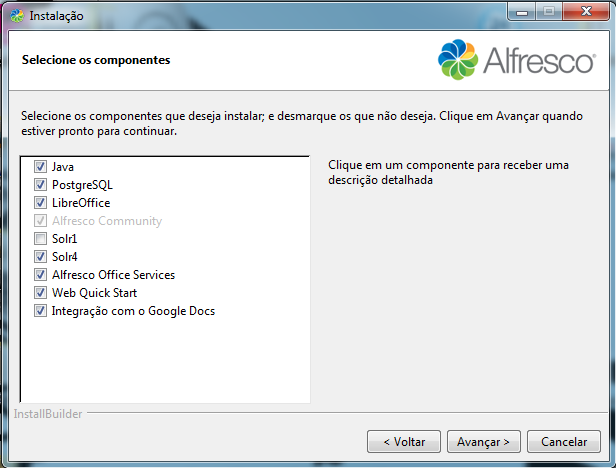 Instalação
Selecione os componentes
Alfresco
Selecione os componentes que deseja instalar; e desmarque os que não deseja. Clique em Avançar quando
estiver pronto para continuar.
Java
PostgreSQL
LibreOffice
Alfresco Community
Solr1
Solr4
Alfresco Office Services
Web Quick Start
Integração com o Google Docs
Clique em um componente para receber uma
descrição detalhada
InstallBuilder
< Voltar
Avançar >
Cancelar